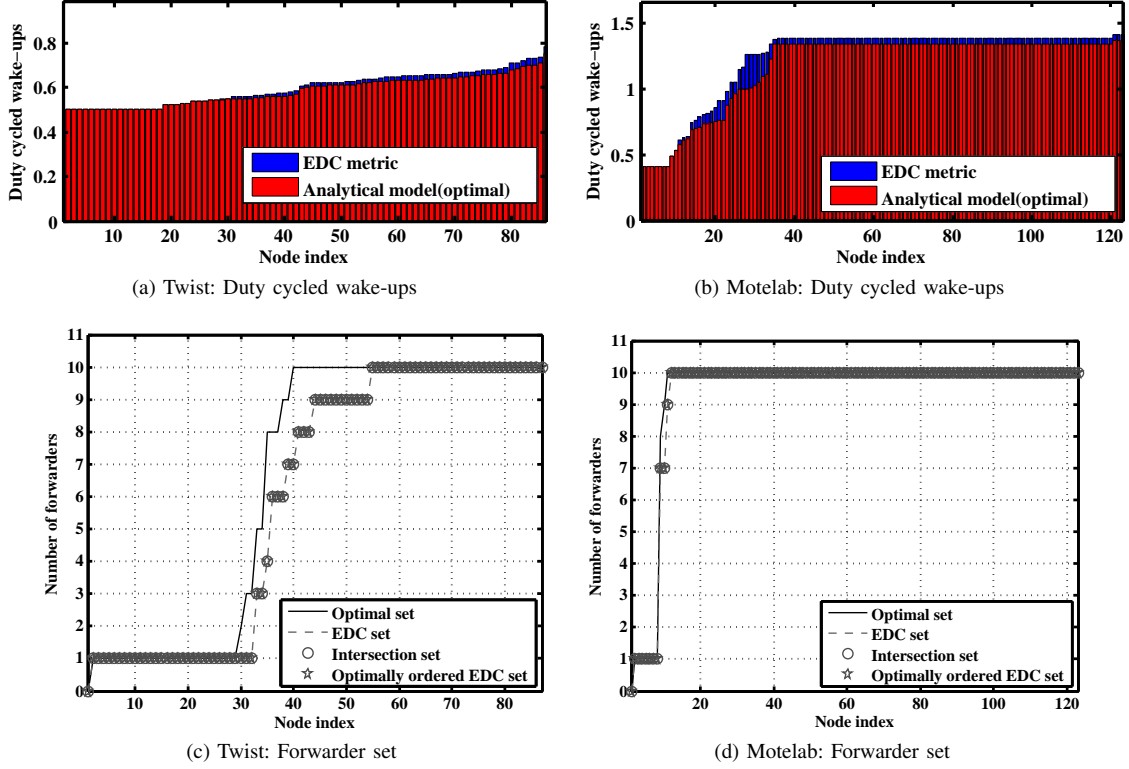 Duty cycled wake-ups
0.8
0.6
0.4
0.2
0
EDC metric
Analytical model(optimal)
10 20 30 40 50 60 70 80
Node index
(a) Twist: Duty cycled wake-ups
Duty cycled wake-ups
1.5
1
0.5
0
EDC metric
Analytical model(optimal)
20 40 60 80 100 120
Node index
(b) Motelab: Duty cycled wake-ups
Number of forwarders
11
10
9
8
7
6
5
4
3
2
1
0
Optimal set
EDC set
Intersection set
Optimally ordered EDC set
10 20 30 40 50 60 70 80
Node index
(c) Twist: Forwarder set
Number of forwarders
11
10
9
8
7
6
5
4
3
2
1
0
Optimal set
EDC set
Intersection set
Optimally ordered EDC set
20 40 60 80 100 120
Node index
(d) Motelab: Forwarder set